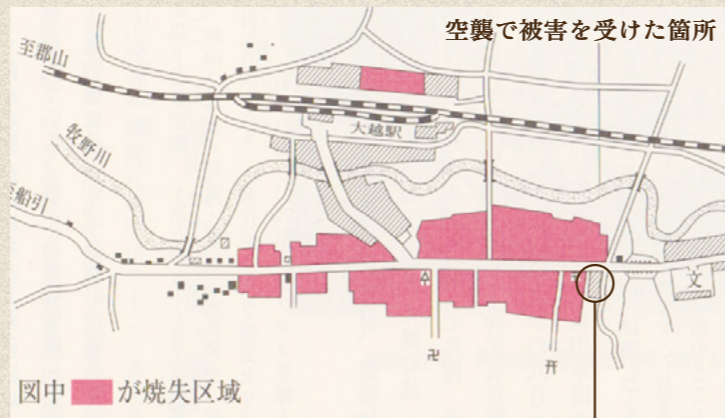 空襲で被害を受けた箇所
至郡山
大越駅
牧野川
至船引
文
卍
开
図中 が焼失区域